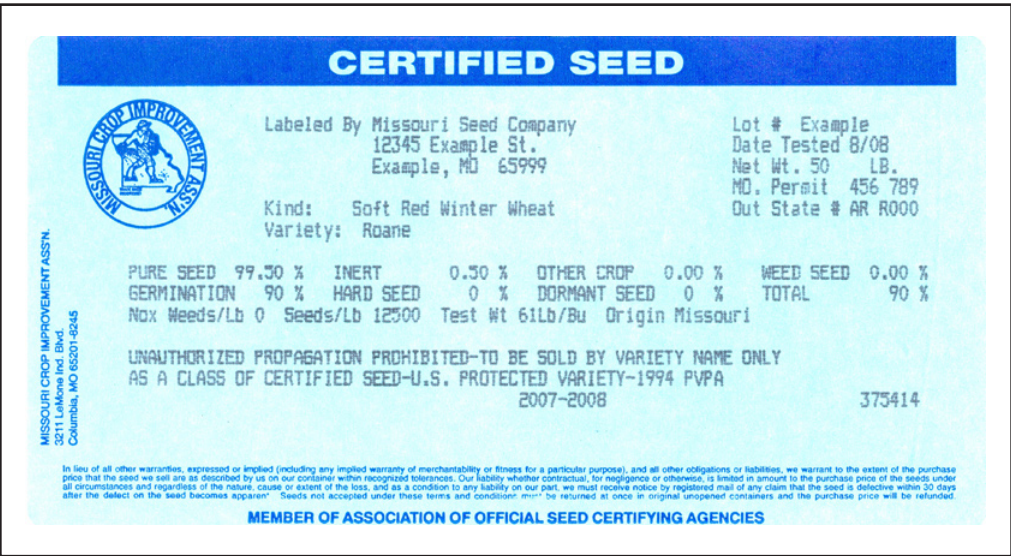 CERTIFIED SEED
MISSOURI CROP IMPROVEMENT ASS'N.
Labeled By Missouri Seed Company
12345 Example St.
Example, MO 65999
Kind: Soft Red Winter Wheat
Variety: Roane
Lot # Example
Date Tested 8/08
Net Wt. 50 LB.
MO. Permit 456 789
Out State # AR R000
MISSOURI CROP IMPROVEMENT ASS'N.
3211 LeMone Ind. Blvd.
Columbia, MO 65201-8245
PURE SEED 99.50 % INERT 0.50 % OTHER CROP 0.00 % WEED SEED 0.00 %
GERMINATION 90 % HARD SEED 0 % DORMANT SEED 0 % TOTAL 90 %
Nox Weeds/Lb 0 Seeds/Lb 12500 Test Wt 61Lb/Bu Origin Missouri
UNAUTHORIZED PROPAGATION PROHIBITED-TO BE SOLD BY VARIETY NAME ONLY
AS A CLASS OF CERTIFIED SEED-U.S. PROTECTED VARIETY-1994 PVPA
2007-2008 375414
In lieu of all other warranties, expressed or implied (including any implied warranty of merchantability or fitness for a particular purpose), and all other obligations or liabilities, we warrant to the extent of the purchase
price that the seed we sell are as described by us on our container within recognized tolerances. Our liability whether contractual, for negligence or otherwise, is limited in amount to the purchase price of the seeds under
all circumstances and regardless of the nature, cause or extent of the loss, and as a condition to any liability on our part, we must receive notice by registered mail of any claim that the seed is defective within 30 days
after the defect on the seed becomes apparent. Seeds not accepted under these terms and conditions must be returned at once in original unopened containers and the purchase price will be refunded.
MEMBER OF ASSOCIATION OF OFFICIAL SEED CERTIFYING AGENCIES